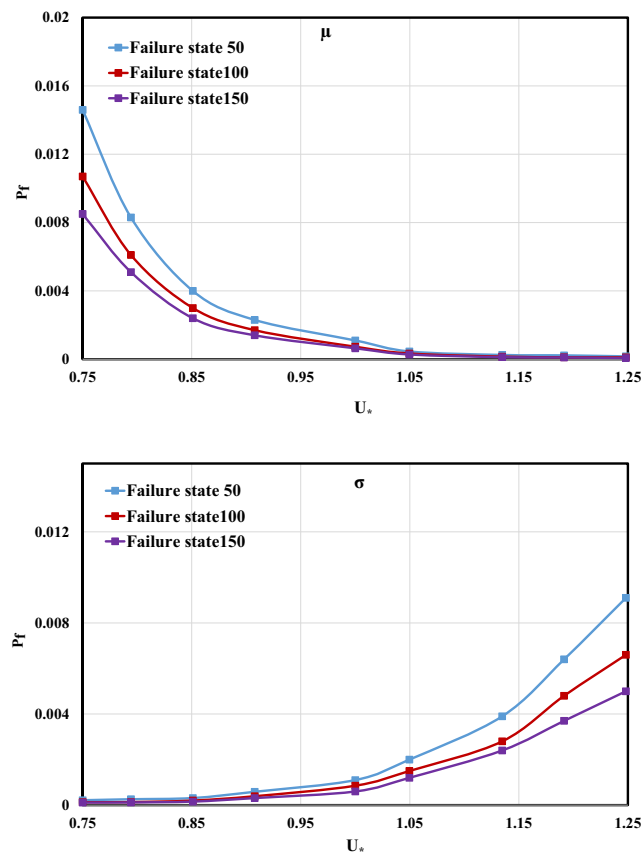 0.02
μ
Failure state 50
Failure state100
Failure state150
0.016
0.012
0.008
0.004
0
Pf
0.75 0.85 0.95 1.05 1.15 1.25
U*
σ
Failure state 50
Failure state100
Failure state150
0.012
0.008
0.004
0
Pf
0.75 0.85 0.95 1.05 1.15 1.25
U*